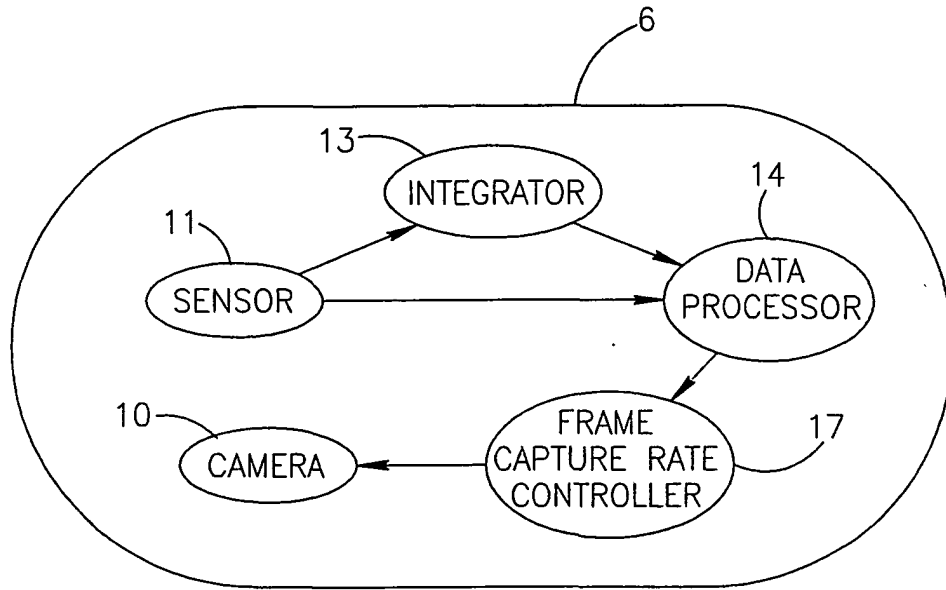 6
13
INTEGRATOR
14
11
DATA
PROCESSOR
SENSOR
10
FRAME
CAPTURE RATE
CONTROLLER
17
CAMERA